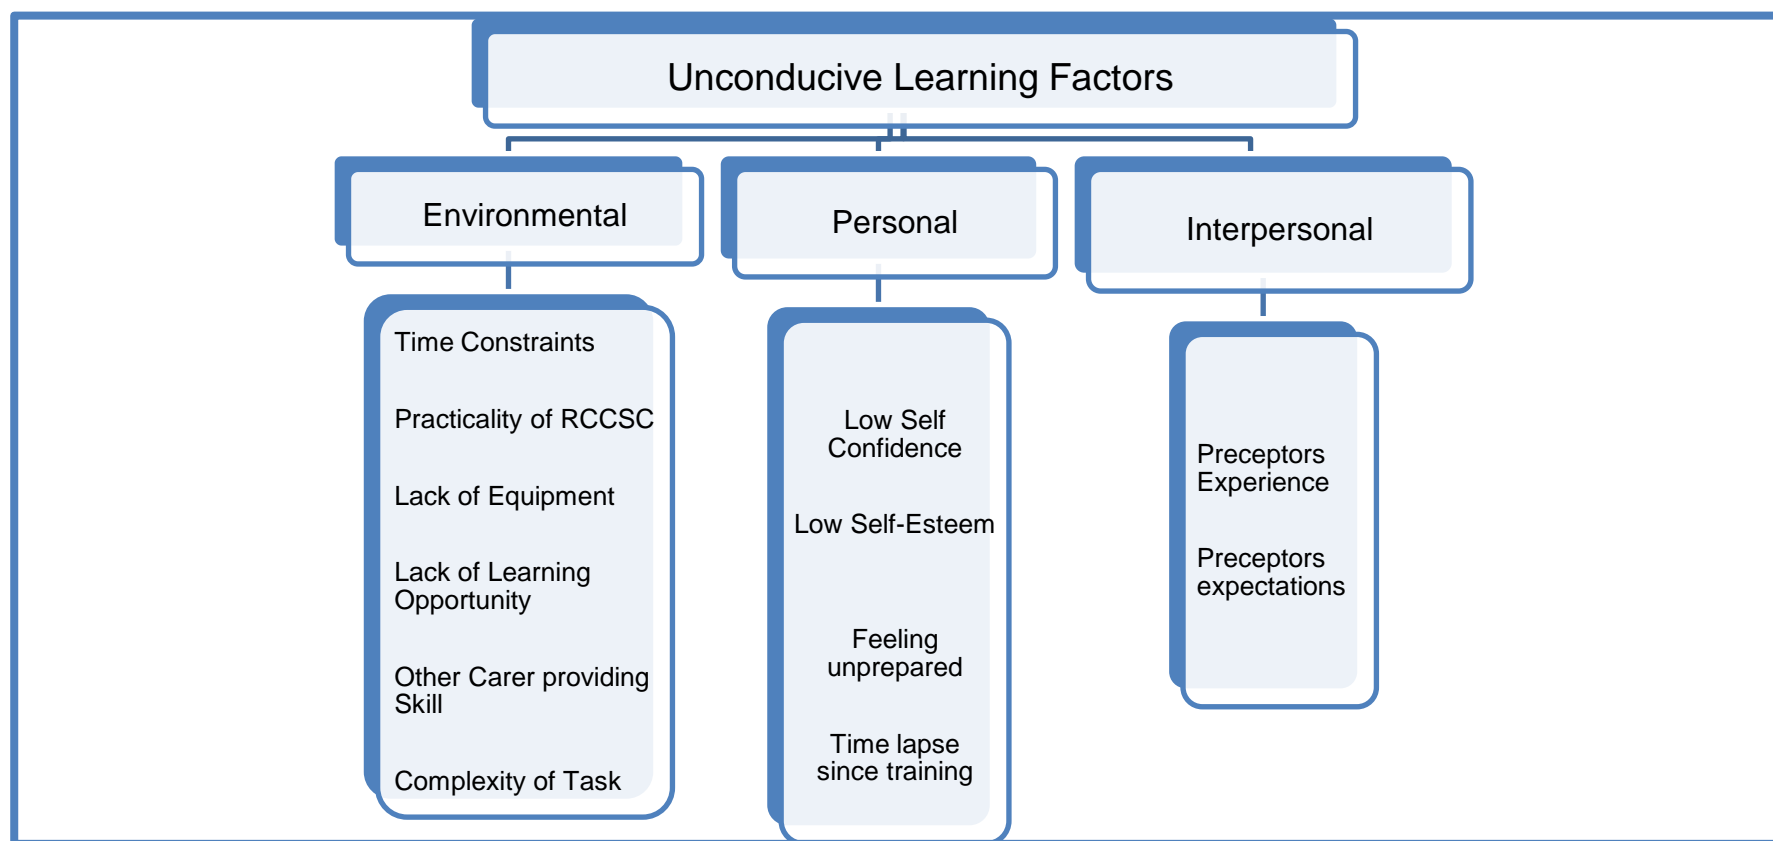 Unconducive Learning Factors
Environmental
Personal
Interpersonal
Time Constraints
Practicality of RCCSC
Lack of Equipment
Lack of Learning
Opportunity
Other Carer providing
Skill
Complexity of Task
Low Self
Confidence
Low Self-Esteem
Feeling
unprepared
Time lapse
since training
Preceptors
Experience
Preceptors
expectations